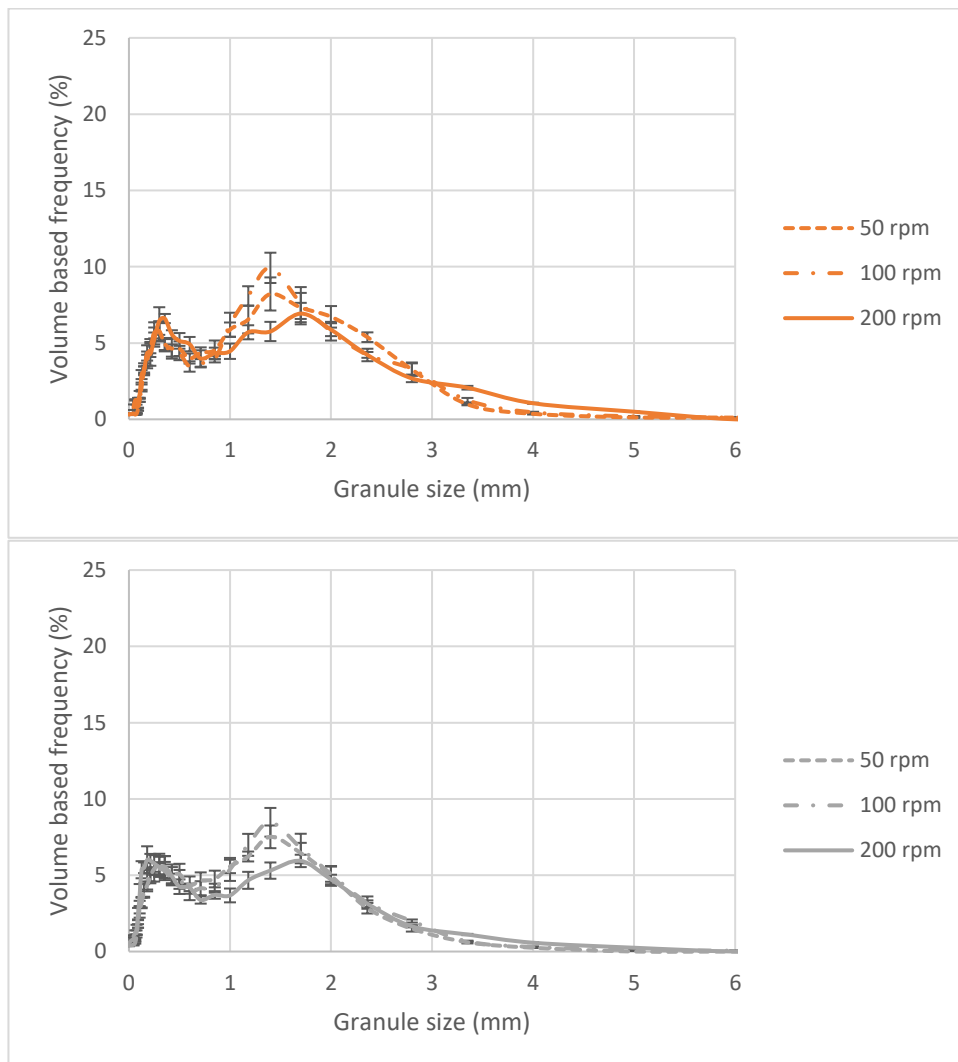 25
20
15
10
5
0
Volume based frequency (%)
0 1 2 3 4 5 6
Granule size (mm)
50 rpm
100 rpm
200 rpm
25
20
15
10
5
0
Volume based frequency (%)
0 1 2 3 4 5 6
Granule size (mm)
50 rpm
100 rpm
200 rpm